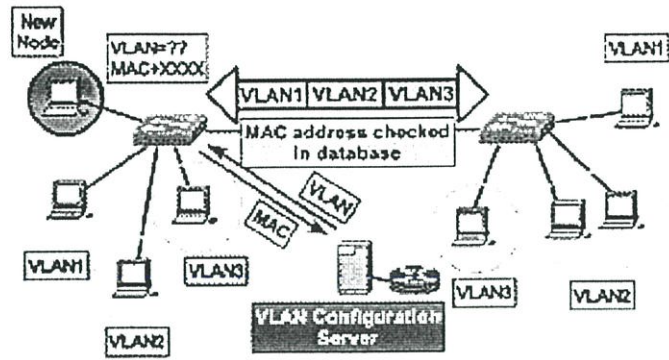 New
Node
VLAN=??
MAC+XXXX
VLAN1
VLAN1 VLAN2 VLAN3
MAC address checked
in database
VLAN
MAC
VLAN1
VLAN3
VLAN2
VLAN3
VLAN2
VLAN Configuration
Server